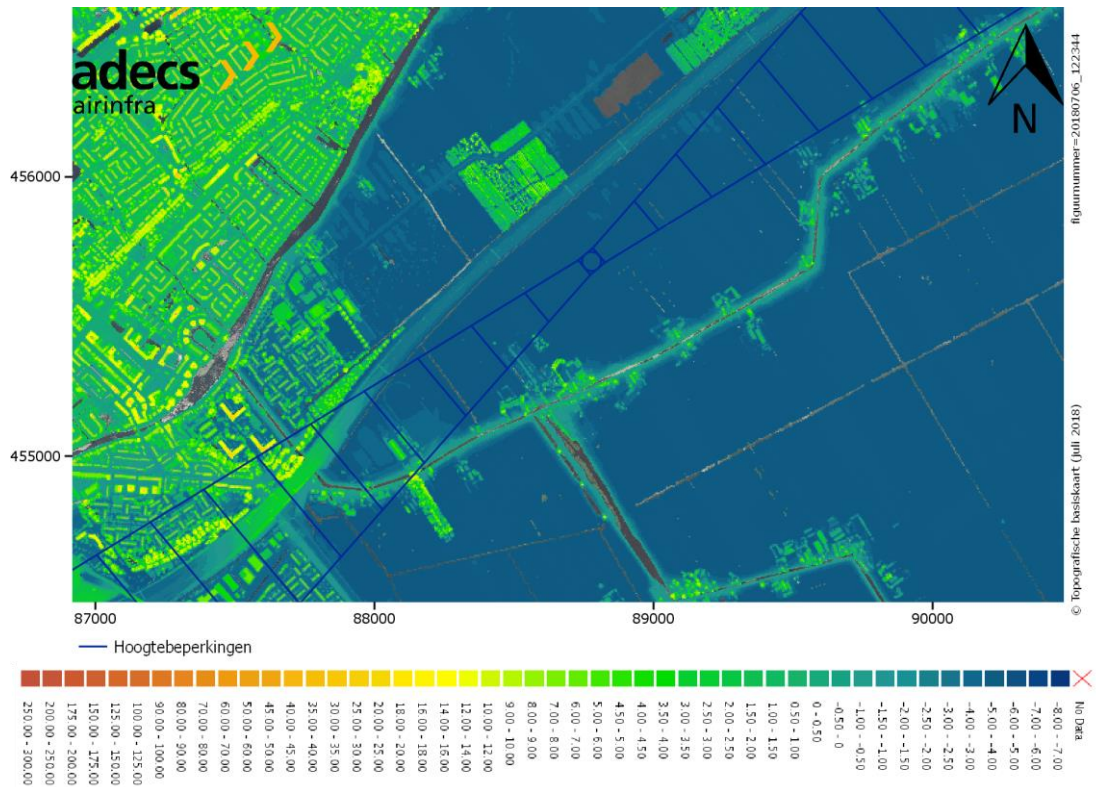 adecs
airinfra
N
figuurnummer=20180706_122344
© Topografische basiskaart (juli 2018)
456000
455000
87000
88000
89000
90000
Hoogtebeperkingen
250.00 - 300.00
200.00 - 250.00
175.00 - 200.00
150.00 - 175.00
125.00 - 150.00
100.00 - 125.00
90.00 - 100.00
80.00 - 90.00
70.00 - 80.00
60.00 - 70.00
50.00 - 60.00
45.00 - 50.00
40.00 - 45.00
35.00 - 40.00
30.00 - 35.00
25.00 - 30.00
20.00 - 25.00
18.00 - 20.00
16.00 - 18.00
14.00 - 16.00
12.00 - 14.00
10.00 - 12.00
9.00 - 10.00
8.00 - 9.00
7.00 - 8.00
6.00 - 7.00
5.00 - 6.00
4.50 - 5.00
4.00 - 4.50
3.50 - 4.00
3.00 - 3.50
2.50 - 3.00
2.00 - 2.50
1.50 - 2.00
1.00 - 1.50
0.50 - 1.00
0 - 0.50
-0.50 - 0
-1.00 - -0.50
-1.50 - -1.00
-2.00 - -1.50
-2.50 - -2.00
-3.00 - -2.50
-4.00 - -3.00
-5.00 - -4.00
-6.00 - -5.00
-7.00 - -6.00
-8.00 - -7.00
No Data